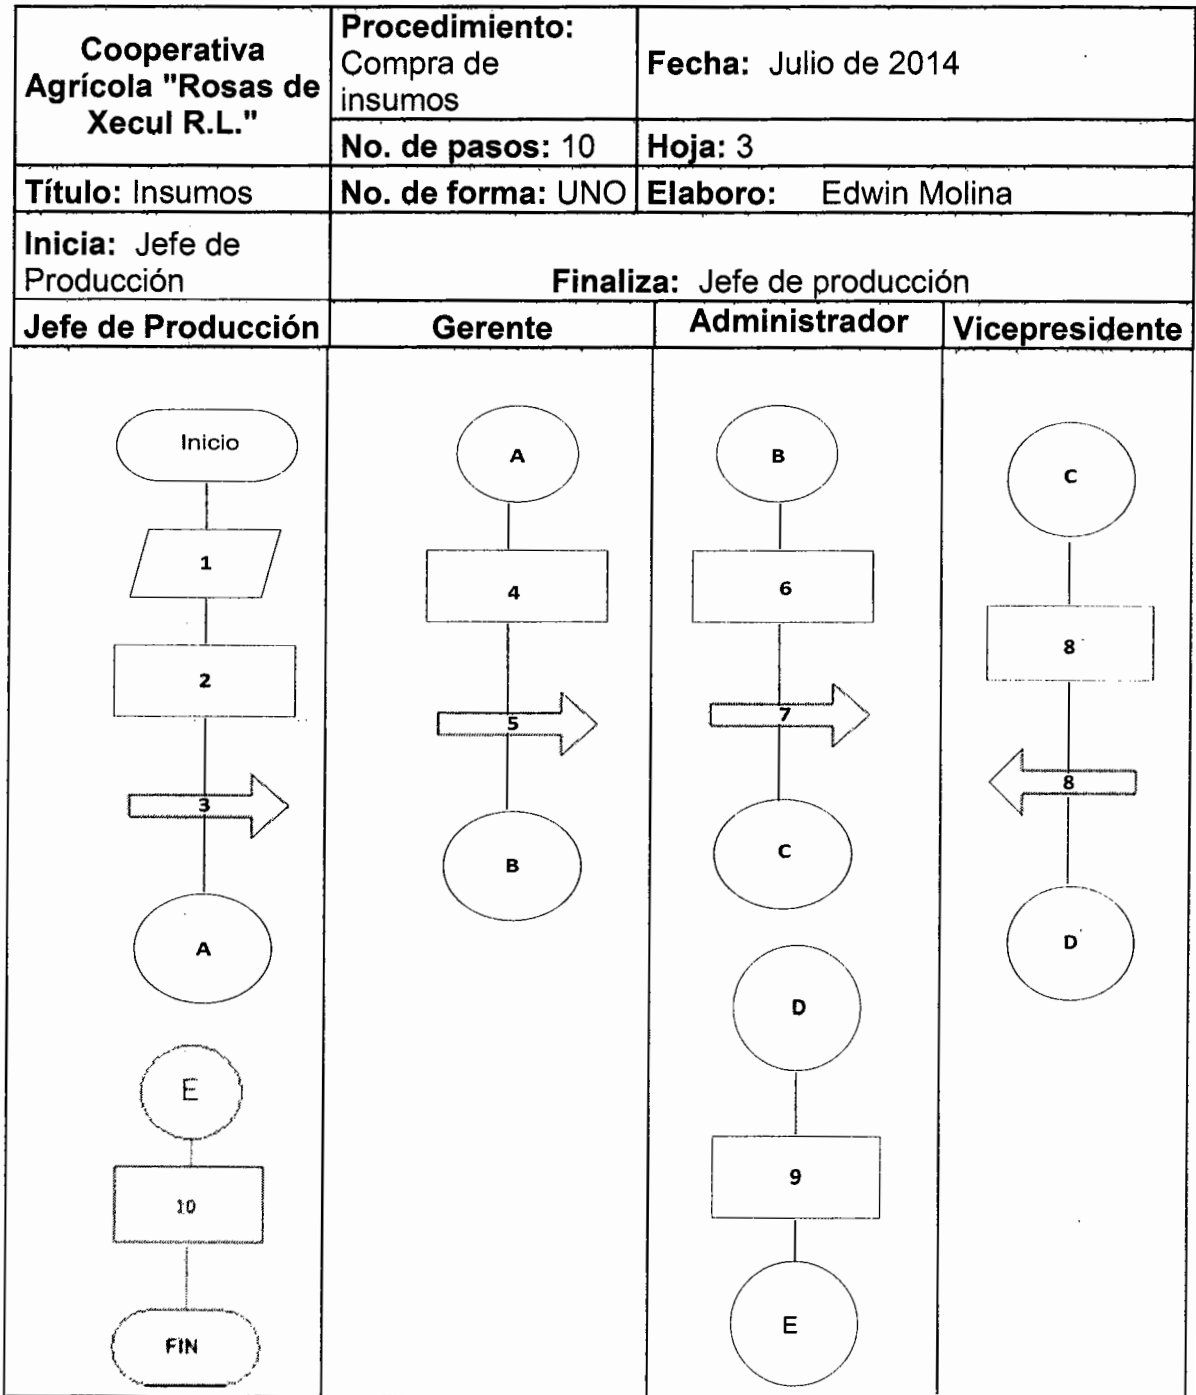 Cooperativa
Agrícola "Rosas de
Xecul R.L."
Procedimiento:
Compra de
insumos
Fecha: Julio de 2014
No. de pasos: 10
Hoja: 3
Título: Insumos
No. de forma: UNO
Elaboro: Edwin Molina
Inicia: Jefe de
Producción
Finaliza: Jefe de producción
Jefe de Producción
Gerente
Administrador
Vicepresidente
Inicio
1
2
3
A
E
10
FIN
A
4
5
B
B
6
7
C
D
9
E
C
8
8
D